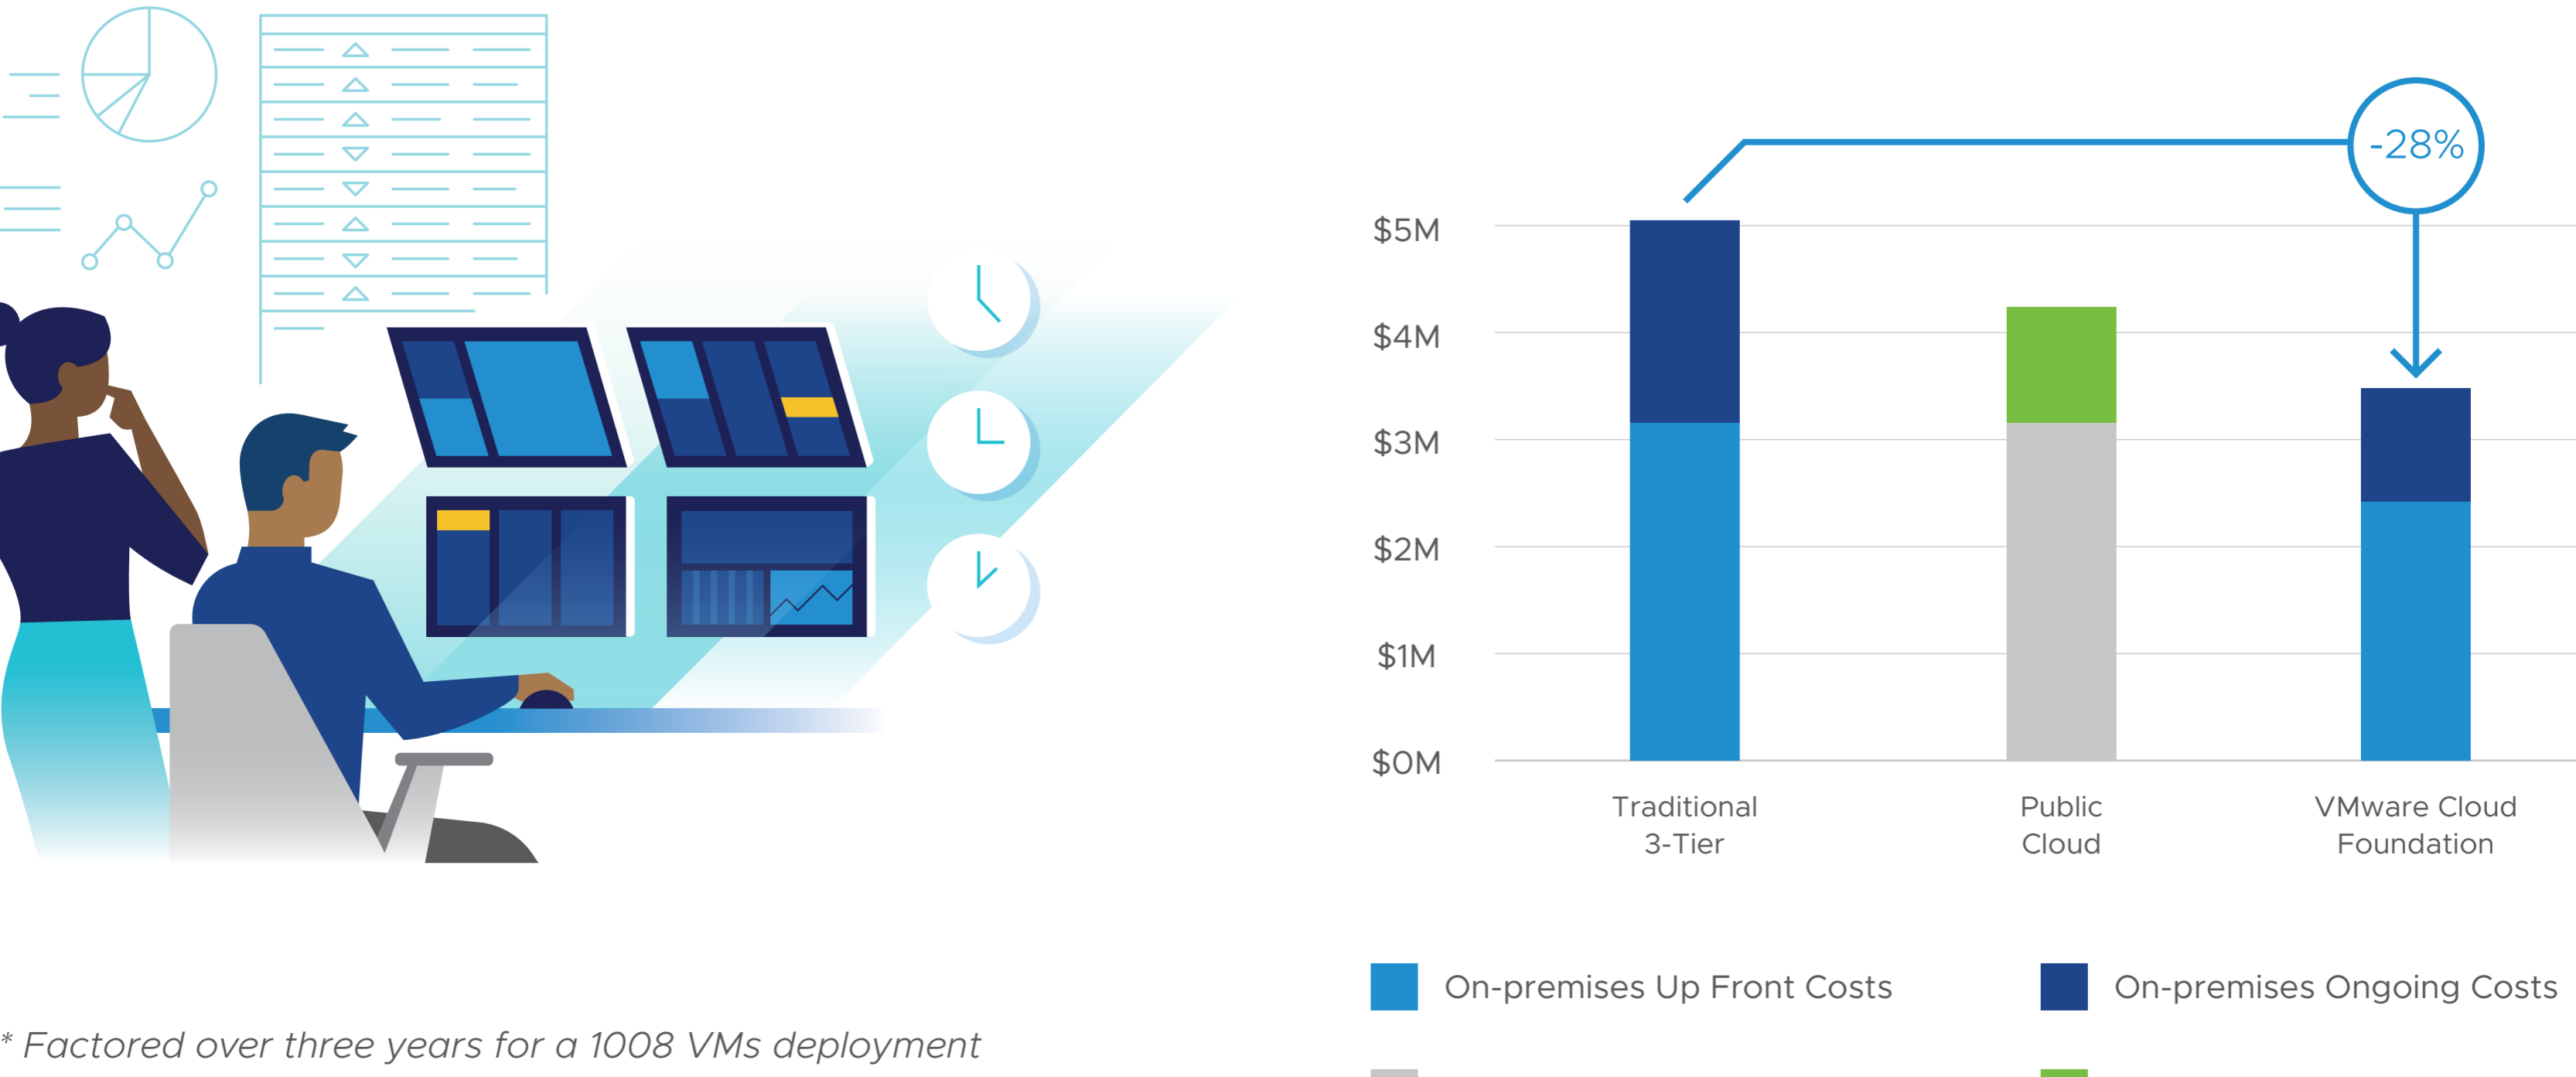 -28%
$5M
$4M
$3M
$2M
$1M
$0M
Traditional
3-Tier
Public
Cloud
VMware Cloud
Foundation
On-premises Up Front Costs
On-premises Ongoing Costs
* Factored over three years for a 1008 VMs deployment